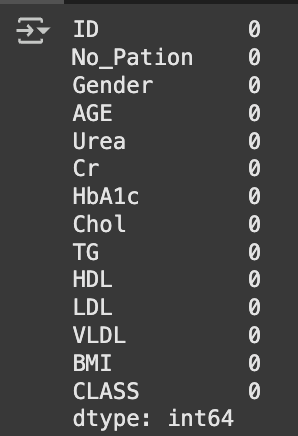 ID 0
No_Pation 0
Gender 0
AGE 0
Urea 0
Cr 0
HbA1c 0
Chol 0
TG 0
HDL 0
LDL 0
VLDL 0
BMI 0
CLASS 0
dtype: int64